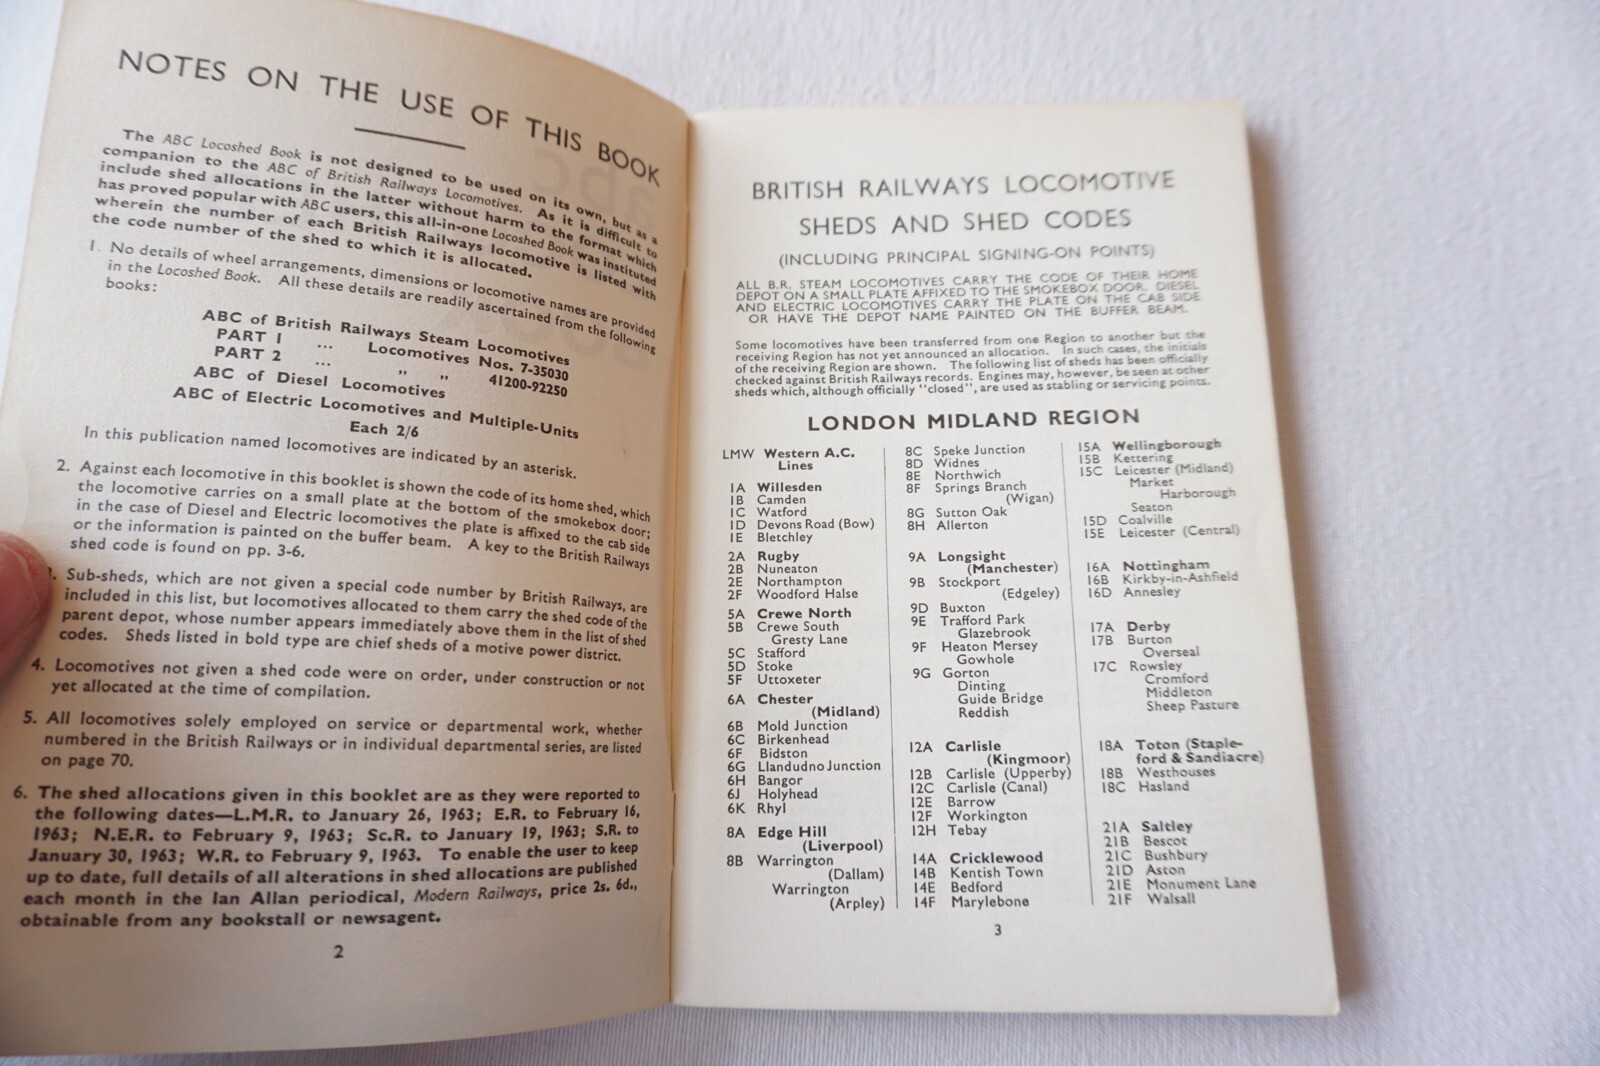 NOTES ON THE USE OF THIS BOOK
The ABC Locoshed Book is not designed to be used on its own, but as a
companion to the ABC of British Railways Locomotives. As it is difficult to
include shed allocations in the latter without harm to the format which
has proved popular with ABC users, this all-in-one Locoshed Book was instituted
wherein the number of each British Railways locomotive is listed with
the code number of the shed to which it is allocated.
1. No details of wheel arrangements, dimensions or locomotive names are provided
in the Locoshed Book. All these details are readily ascertained from the following
books:
ABC of British Railways Steam Locomotives
PART 1 ... Locomotives Nos. 7-35030
PART 2 ... „ „ 41200-92250
ABC of Diesel Locomotives
ABC of Electric Locomotives and Multiple-Units
Each 2/6
In this publication named locomotives are indicated by an asterisk.
2. Against each locomotive in this booklet is shown the code of its home shed, which
the locomotive carries on a small plate at the bottom of the smokebox door;
in the case of Diesel and Electric locomotives the plate is affixed to the cab side
or the information is painted on the buffer beam. A key to the British Railways
shed code is found on pp. 3-6.
3. Sub-sheds, which are not given a special code number by British Railways, are
included in this list, but locomotives allocated to them carry the shed code of the
parent depot, whose number appears immediately above them in the list of shed
codes. Sheds listed in bold type are chief sheds of a motive power district.
4. Locomotives not given a shed code were on order, under construction or not
yet allocated at the time of compilation.
5. All locomotives solely employed on service or departmental work, whether
numbered in the British Railways or in individual departmental series, are listed
on page 70.
6. The shed allocations given in this booklet are as they were reported to
the following dates—L.M.R. to January 26, 1963; E.R. to February 16,
1963; N.E.R. to February 9, 1963; Sc.R. to January 19, 1963; S.R. to
January 30, 1963; W.R. to February 9, 1963. To enable the user to keep
up to date, full details of all alterations in shed allocations are published
each month in the Ian Allan periodical, Modern Railways, price 2s. 6d.,
obtainable from any bookstall or newsagent.
2
BRITISH RAILWAYS LOCOMOTIVE
SHEDS AND SHED CODES
(INCLUDING PRINCIPAL SIGNING-ON POINTS)
ALL B.R. STEAM LOCOMOTIVES CARRY THE CODE OF THEIR HOME
DEPOT ON A SMALL PLATE AFFIXED TO THE SMOKEBOX DOOR. DIESEL
AND ELECTRIC LOCOMOTIVES CARRY THE PLATE ON THE CAB SIDE
OR HAVE THE DEPOT NAME PAINTED ON THE BUFFER BEAM.
Some locomotives have been transferred from one Region to another but the
receiving Region has not yet announced an allocation. In such cases, the initials
of the receiving Region are shown. The following list of sheds has been officially
checked against British Railways records. Engines may, however, be seen at other
sheds which, although officially "closed", are used as stabling or servicing points.
LONDON MIDLAND REGION
LMW Western A.C.
Lines
1A Willesden
1B Camden
1C Watford
1D Devons Road (Bow)
1E Bletchley
2A Rugby
2B Nuneaton
2E Northampton
2F Woodford Halse
5A Crewe North
5B Crewe South
Gresty Lane
5C Stafford
5D Stoke
5F Uttoxeter
6A Chester
(Midland)
6B Mold Junction
6C Birkenhead
6F Bidston
6G Llandudno Junction
6H Bangor
6J Holyhead
6K Rhyl
8A Edge Hill
(Liverpool)
8B Warrington
(Dallam)
Warrington
(Arpley)
8C Speke Junction
8D Widnes
8E Northwich
8F Springs Branch
(Wigan)
8G Sutton Oak
8H Allerton
9A Longsight
(Manchester)
9B Stockport
(Edgeley)
9D Buxton
9E Trafford Park
Glazebrook
9F Heaton Mersey
Gowhole
9G Gorton
Dinting
Guide Bridge
Reddish
12A Carlisle
(Kingmoor)
12B Carlisle (Upperby)
12C Carlisle (Canal)
12E Barrow
12F Workington
12H Tebay
14A Cricklewood
14B Kentish Town
14E Bedford
14F Marylebone
15A Wellingborough
15B Kettering
15C Leicester (Midland)
Market
Harborough
Seaton
15D Coalville
15E Leicester (Central)
16A Nottingham
16B Kirkby-in-Ashfield
16D Annesley
17A Derby
17B Burton
Overseal
17C Rowsley
Cromford
Middleton
Sheep Pasture
18A Toton (Staple-
ford & Sandiacre)
18B Westhouses
18C Hasland
21A Saltley
21B Bescot
21C Bushbury
21D Aston
21E Monument Lane
21F Walsall
3